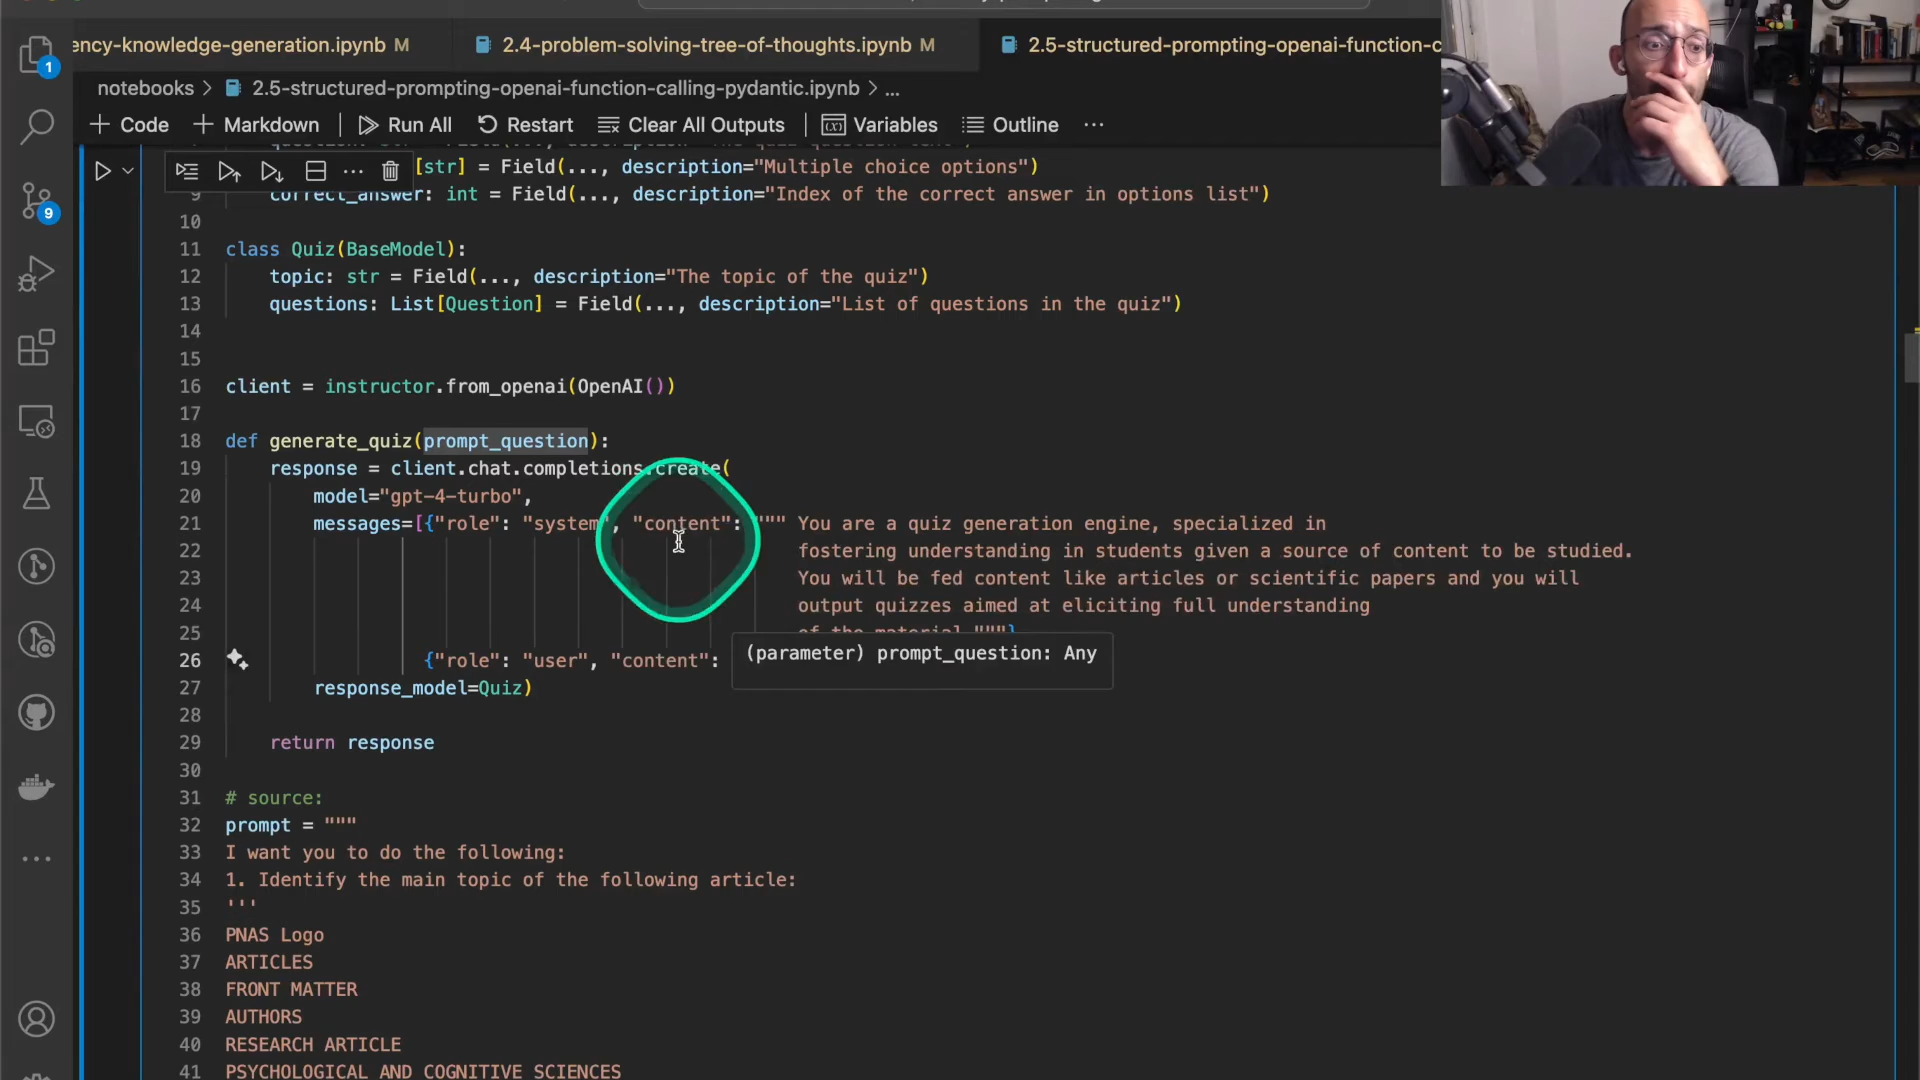 ency-knowledge-generation.ipynb M
2.4-problem-solving-tree-of-thoughts.ipynb M
2.5-structured-prompting-openai-function-c
1
notebooks > 2.5-structured-prompting-openai-function-calling-pydantic.ipynb > ...
+ Code + Markdown Run All Restart Clear All Outputs Variables Outline ...
[str] = Field(..., description="Multiple choice options")
9 correct_answer: int = Field(..., description="Index of the correct answer in options list")
9
10
11 class Quiz(BaseModel):
12 topic: str = Field(..., description="The topic of the quiz")
13 questions: List[Question] = Field(..., description="List of questions in the quiz")
14
15
16 client = instructor.from_openai(OpenAI())
17
18 def generate_quiz(prompt_question):
19 response = client.chat.completions.create(
20 model="gpt-4-turbo",
21 messages=[{"role": "system", "content": """ You are a quiz generation engine, specialized in
22 fostering understanding in students given a source of content to be studied.
23 You will be fed content like articles or scientific papers and you will
24 output quizzes aimed at eliciting full understanding
25 of the material."""},
26 {"role": "user", "content":
(parameter) prompt_question: Any
27 response_model=Quiz)
28
29 return response
30
31 # source:
32 prompt = """
33 I want you to do the following:
34 1. Identify the main topic of the following article:
35 '''
36 PNAS Logo
37 ARTICLES
38 FRONT MATTER
39 AUTHORS
40 RESEARCH ARTICLE
41 PSYCHOLOGICAL AND COGNITIVE SCIENCES